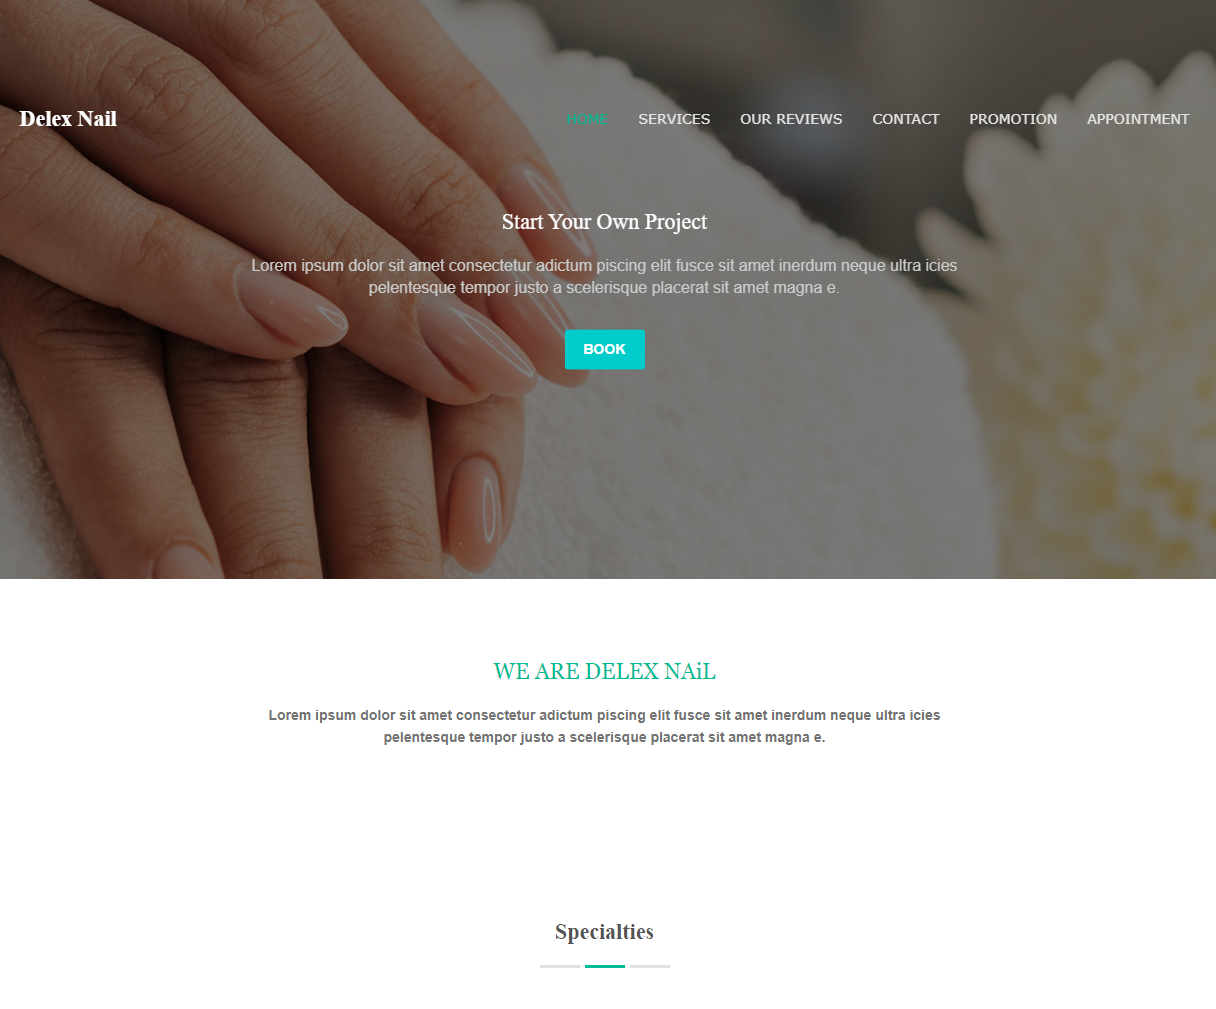 Delex Nail
HOME SERVICES OUR REVIEWS CONTACT PROMOTION APPOINTMENT
Start Your Own Project
Lorem ipsum dolor sit amet consectetur adictum piscing elit fusce sit amet inerdum neque ultra icies
pelentesque tempor justo a scelerisque placerat sit amet magna e.
BOOK
WE ARE DELEX NAiL
Lorem ipsum dolor sit amet consectetur adictum piscing elit fusce sit amet inerdum neque ultra icies
pelentesque tempor justo a scelerisque placerat sit amet magna e.
Specialties